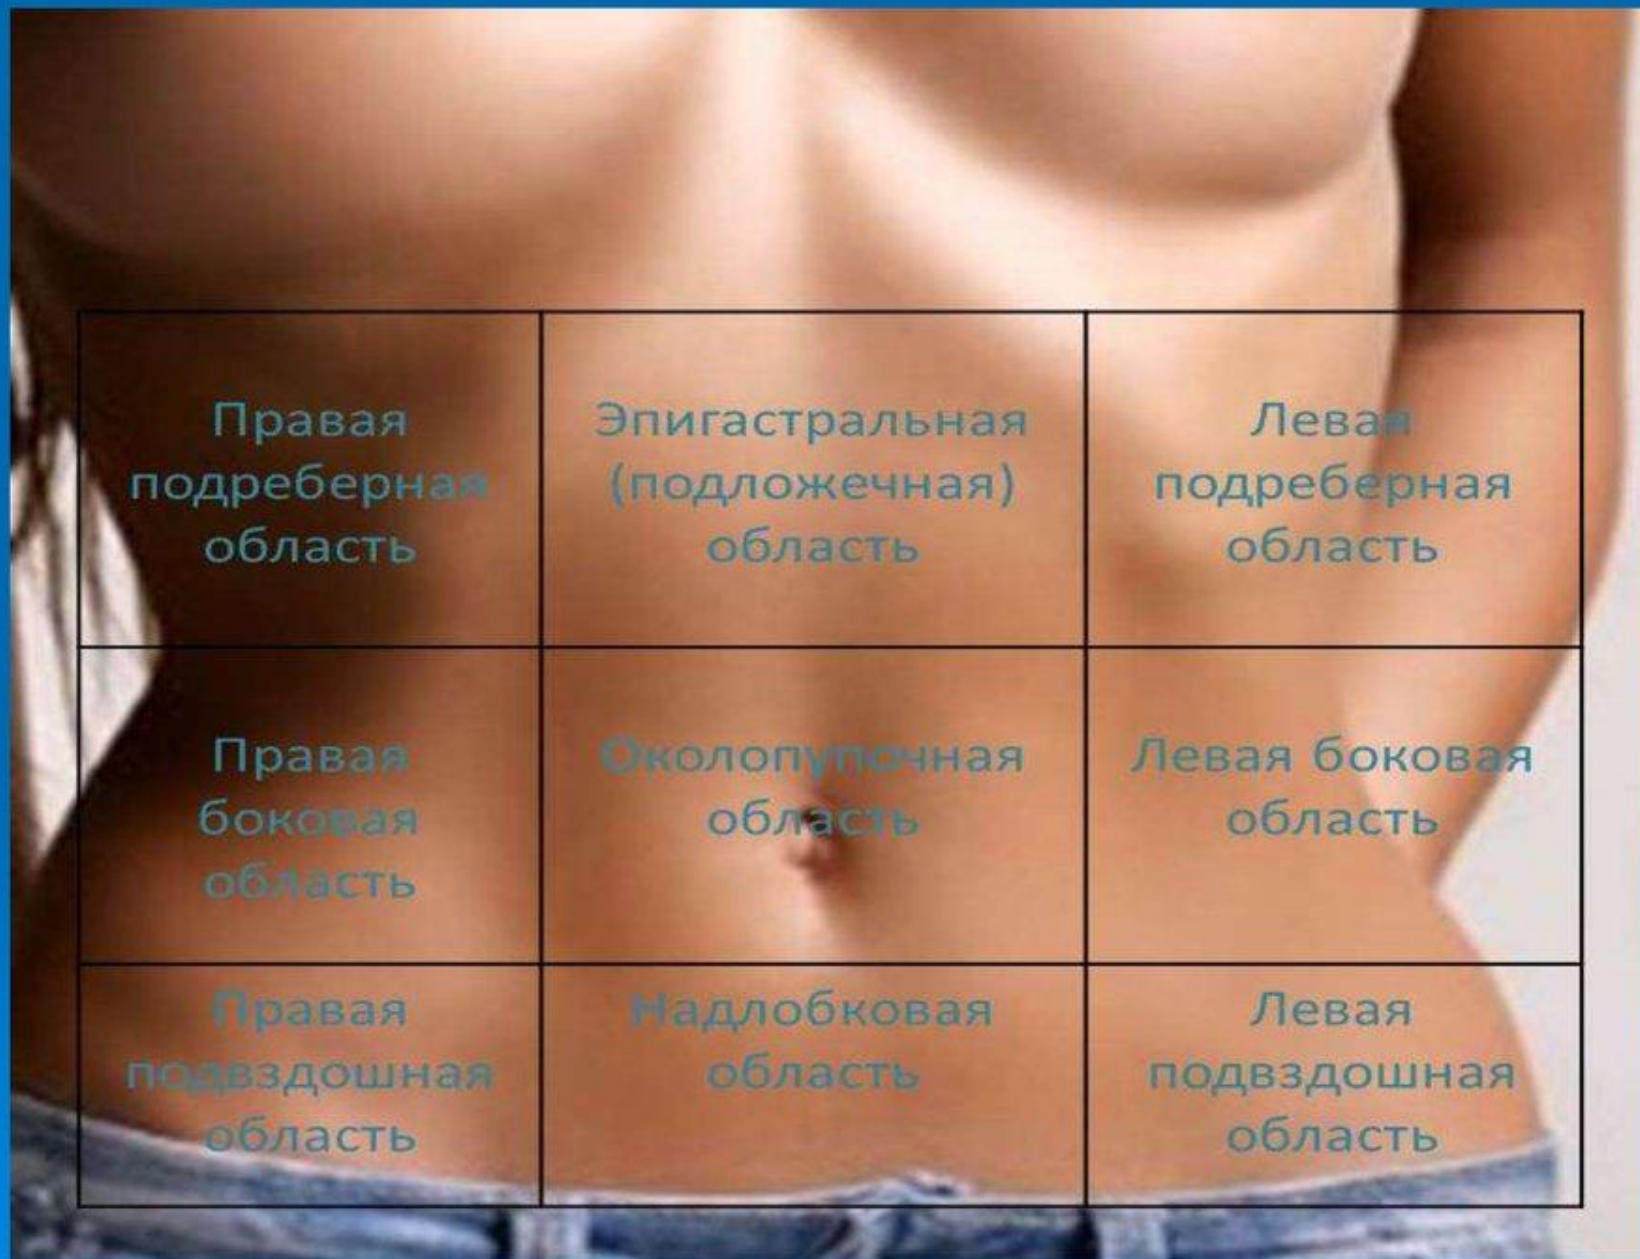 Правая
подреберная
область
Эпигастральная
(подложечная)
область
Левая
подреберная
область
Правая
боковая
область
Околопупочная
область
Левая боковая
область
Правая
подвздошная
область
Надлобковая
область
Левая
подвздошная
область